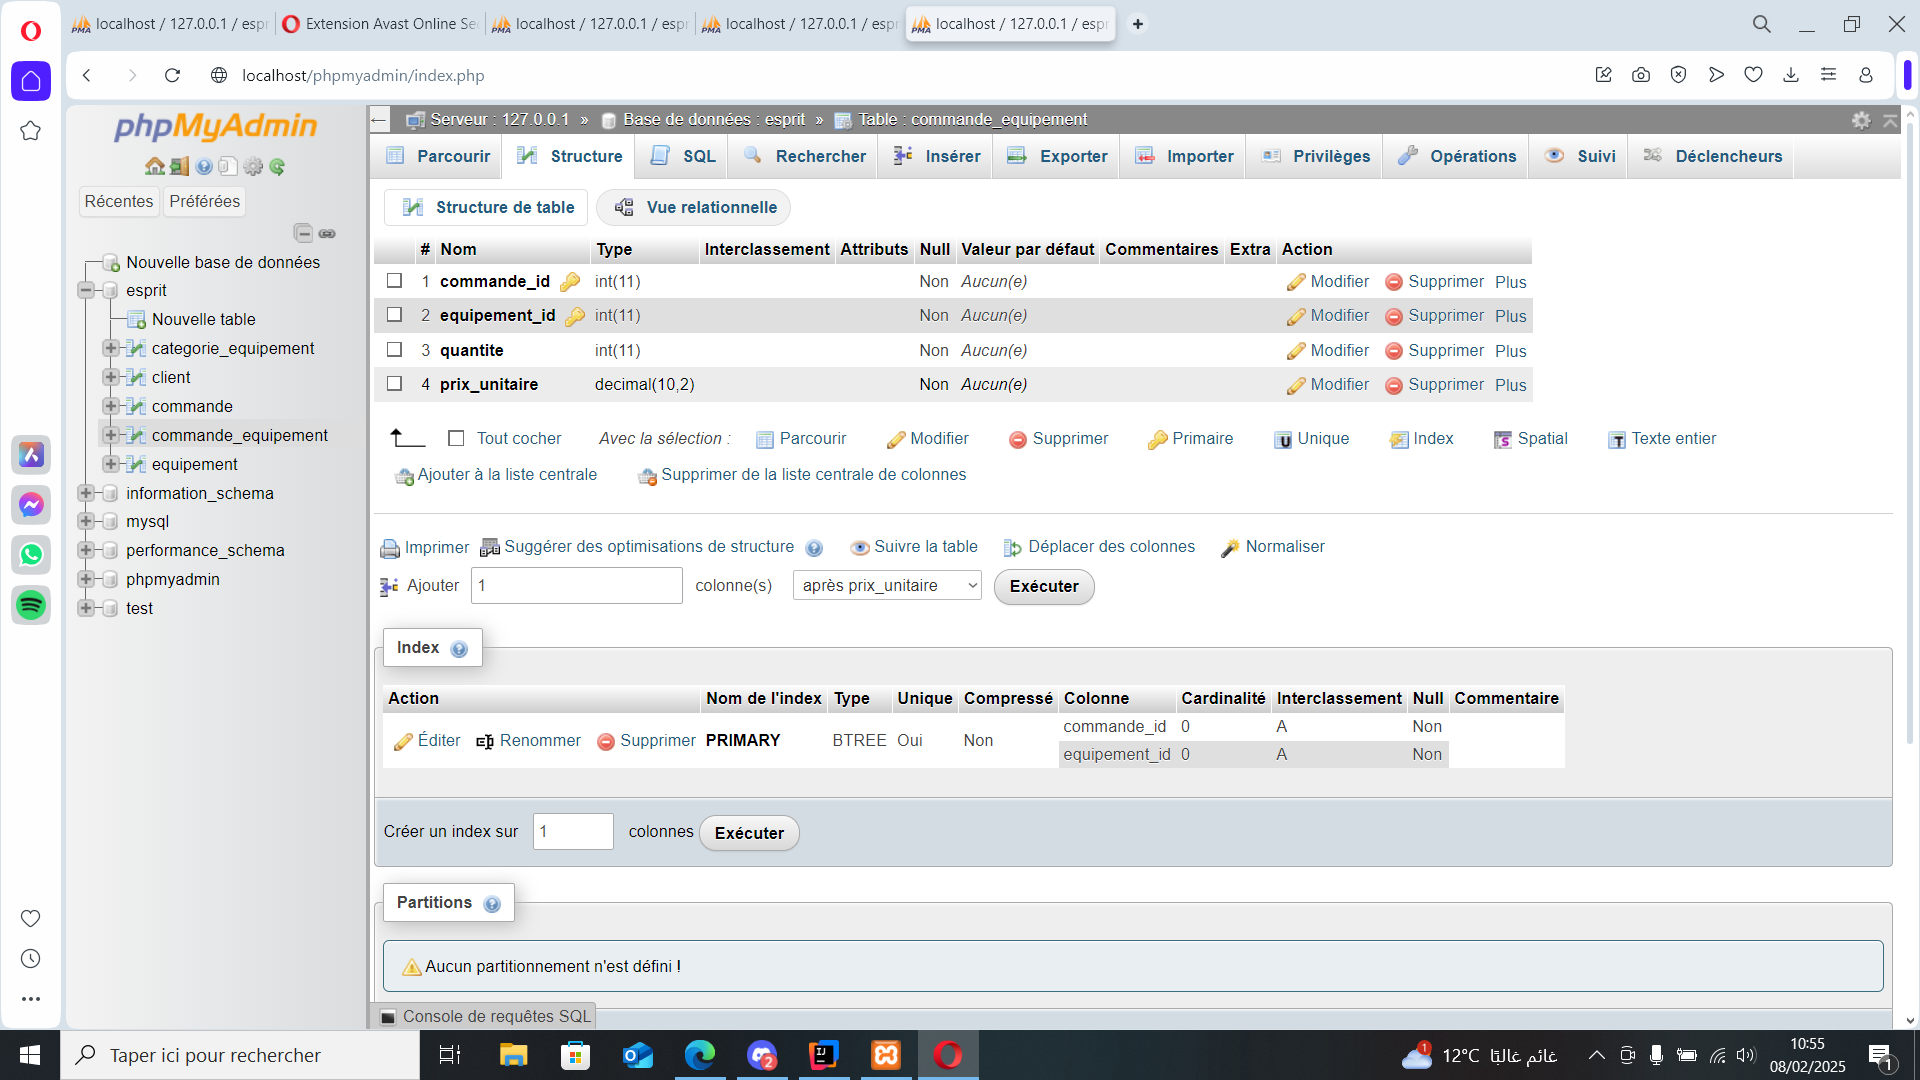 localhost / 127.0.0.1 / espr
Extension Avast Online Se
localhost / 127.0.0.1 / espr
localhost / 127.0.0.1 / espr
localhost / 127.0.0.1 / espr
localhost/phpmyadmin/index.php
phpMyAdmin
Récentes Préférées
Nouvelle base de données
esprit
Nouvelle table
categorie_equipement
client
commande
commande_equipement
equipement
information_schema
mysql
performance_schema
phpmyadmin
test
Serveur : 127.0.0.1 » Base de données : esprit » Table : commande_equipement
Parcourir Structure SQL Rechercher Insérer Exporter Importer Privilèges Opérations Suivi Déclencheurs
Structure de table Vue relationnelle
# Nom Type Interclassement Attributs Null Valeur par défaut Commentaires Extra Action
1 commande_id int(11) Non Aucun(e) Modifier Supprimer Plus
2 equipement_id int(11) Non Aucun(e) Modifier Supprimer Plus
3 quantite int(11) Non Aucun(e) Modifier Supprimer Plus
4 prix_unitaire decimal(10,2) Non Aucun(e) Modifier Supprimer Plus
Tout cocher Avec la sélection : Parcourir Modifier Supprimer Primaire Unique Index Spatial Texte entier
Ajouter à la liste centrale Supprimer de la liste centrale de colonnes
Imprimer Suggérer des optimisations de structure Suivre la table Déplacer des colonnes Normaliser
Ajouter 1 colonne(s) après prix_unitaire Exécuter
Index
Action Nom de l'index Type Unique Compressé Colonne Cardinalité Interclassement Null Commentaire
Éditer Renommer Supprimer PRIMARY BTREE Oui Non commande_id 0 A Non
equipement_id 0 A Non
Créer un index sur 1 colonnes Exécuter
Partitions
Aucun partitionnement n'est défini !
Console de requêtes SQL
Taper ici pour rechercher
2
1
12°C غائم غالبًا
10:55
08/02/2025
1